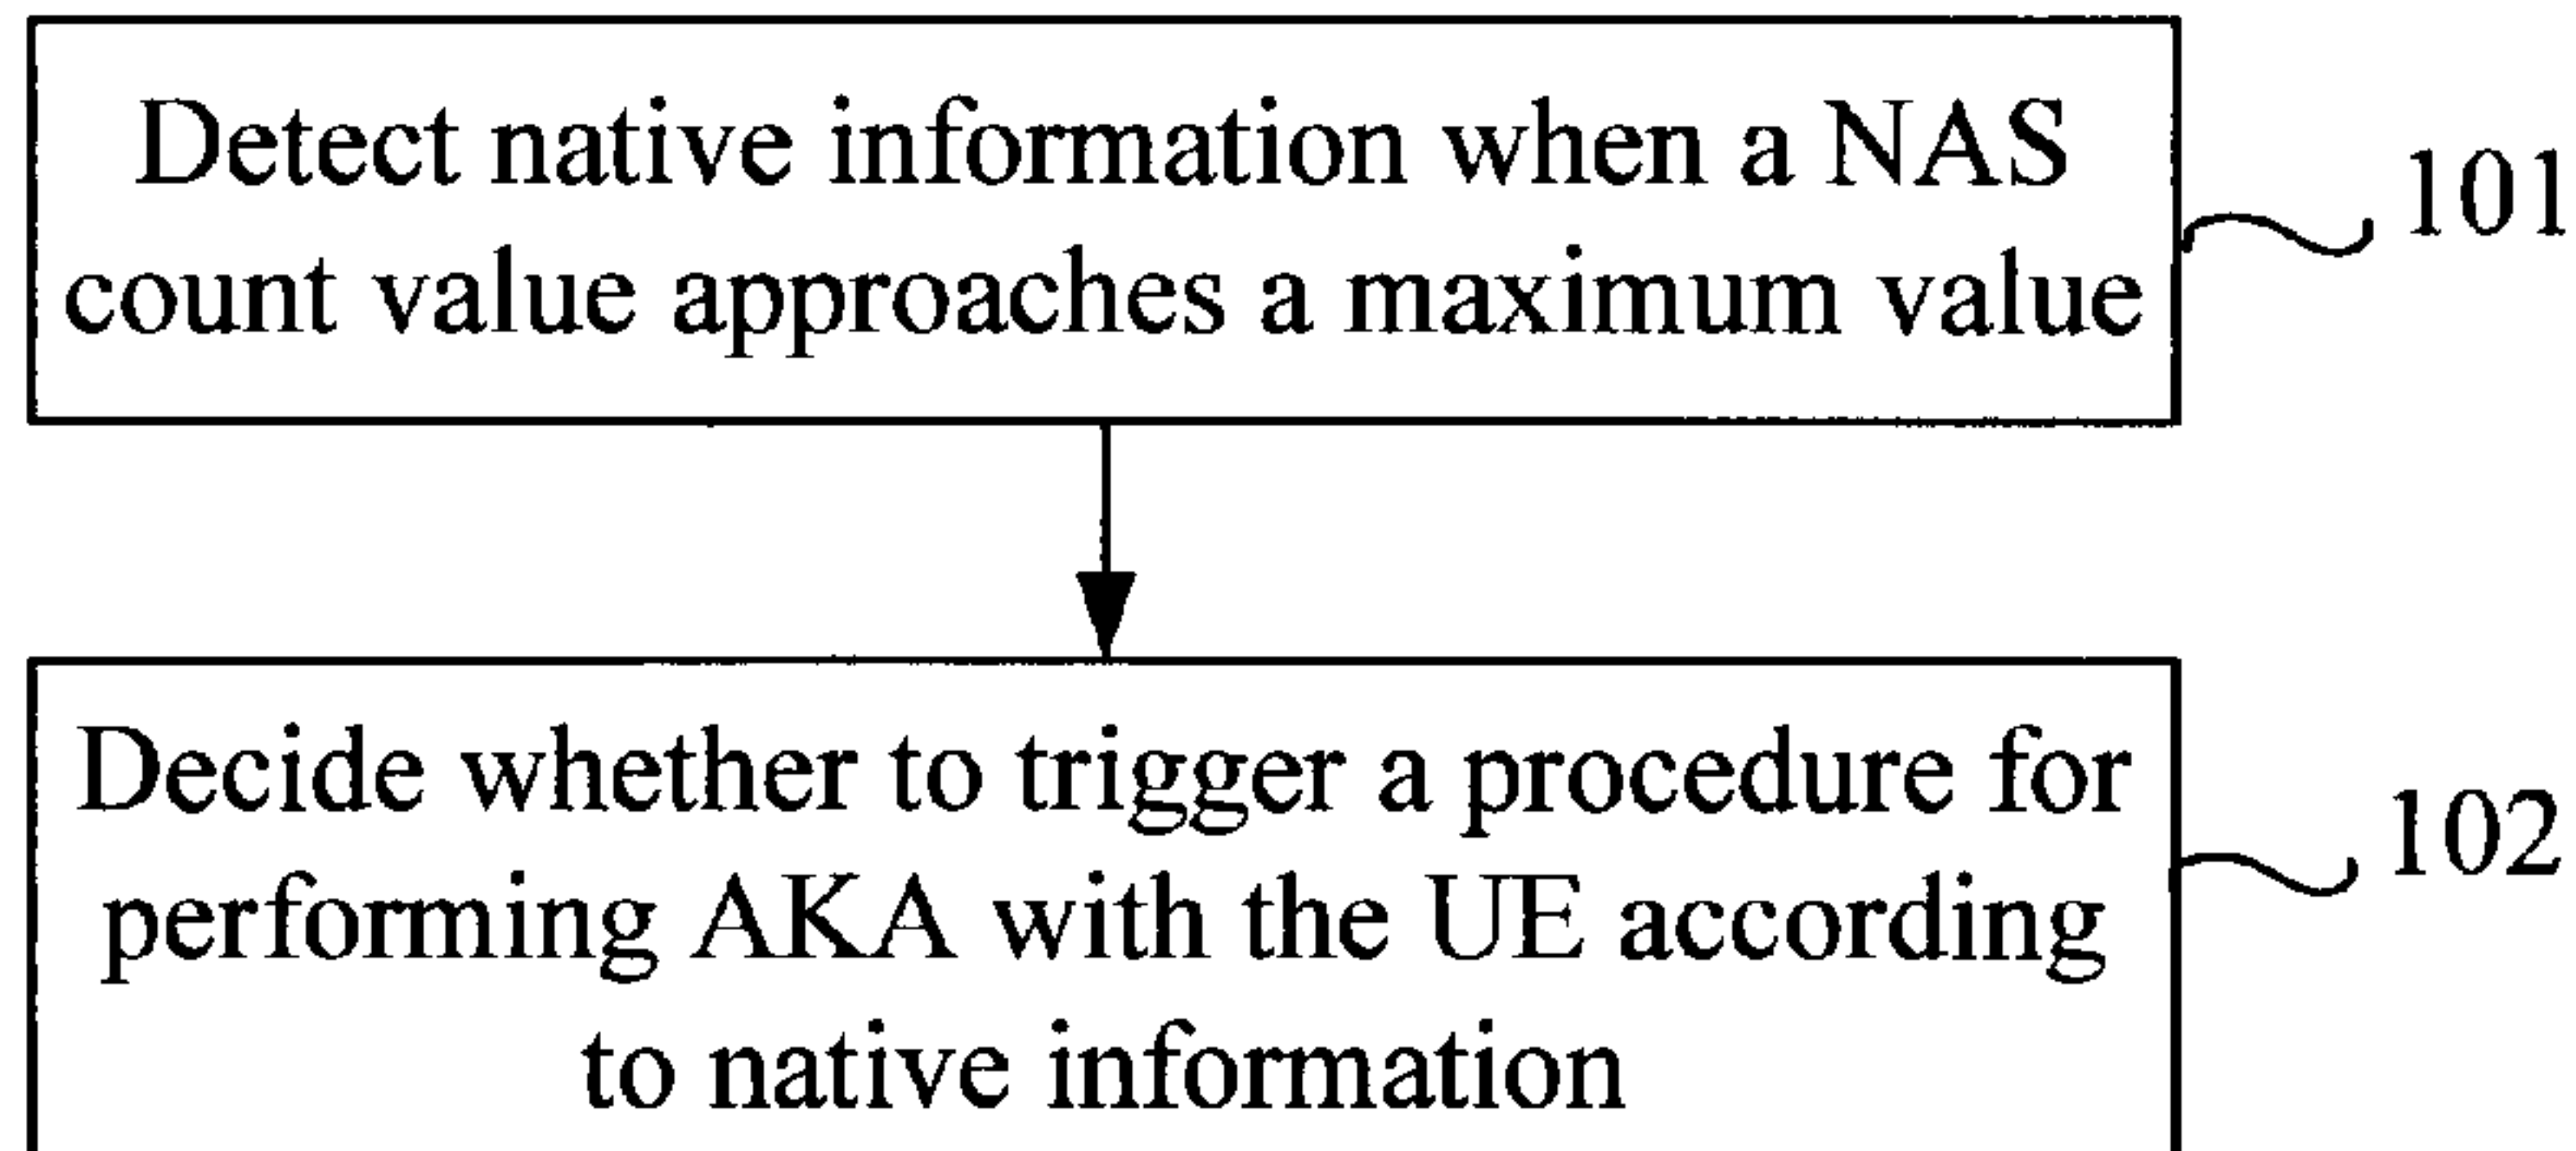 Detect native information when a NAS
count value approaches a maximum value
101
Decide whether to trigger a procedure for
performing AKA with the UE according
to native information
102